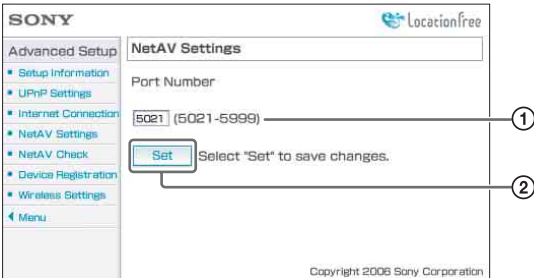 SONY
LocationFree
Advanced Setup
Setup Information
UPnP Settings
Internet Connection
NetAV Settings
NetAV Check
Device Registration
Wireless Settings
Menu
NetAV Settings
Port Number
5021 (5021-5999)
1
Set Select "Set" to save changes.
2
Copyright 2006 Sony Corporation